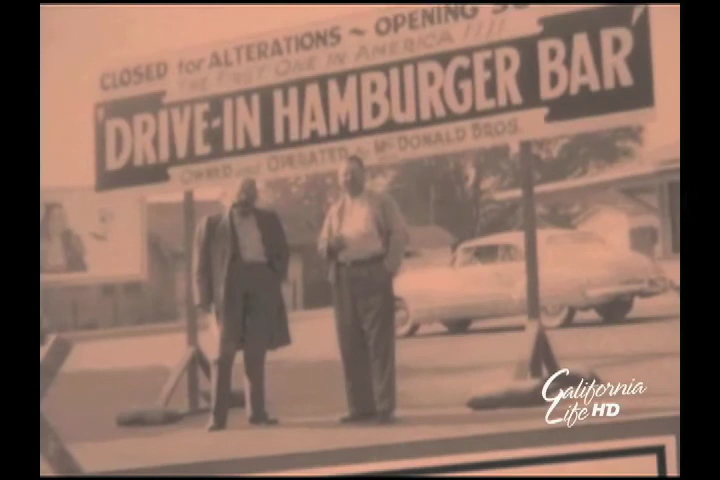 CLOSED for ALTERATIONS ~ OPENING
THE FIRST ONE IN AMERICA !!!!
'DRIVE-IN HAMBURGER BAR'
OWNED and OPERATED by McDONALD BROS.
California
Life HD